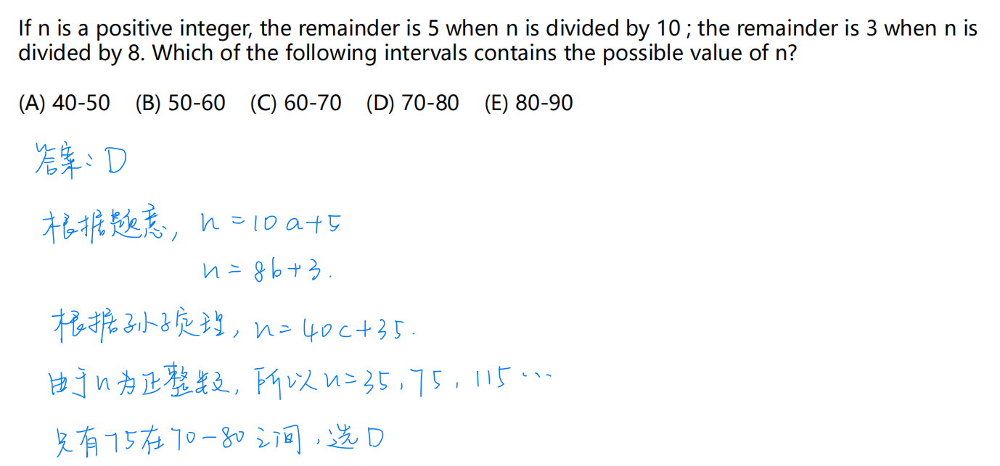 If n is a positive integer, the remainder is 5 when n is divided by 10 ; the remainder is 3 when n is
divided by 8. Which of the following intervals contains the possible value of n?
(A) 40-50 (B) 50-60 (C) 60-70 (D) 70-80 (E) 80-90
答案：D
根据题意，n=10a+5
n=8b+3.
根据孙子定理，n=40c+35.
由于n为正整数，所以n=35，75，115…
只有75在70-80之间，选D